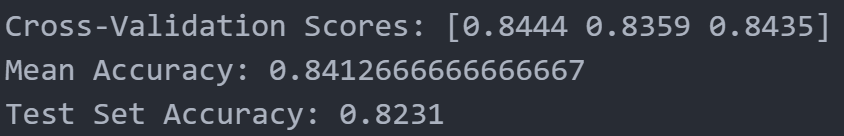 Cross-Validation Scores: [0.8444 0.8359 0.8435]
Mean Accuracy: 0.8412666666666667
Test Set Accuracy: 0.8231